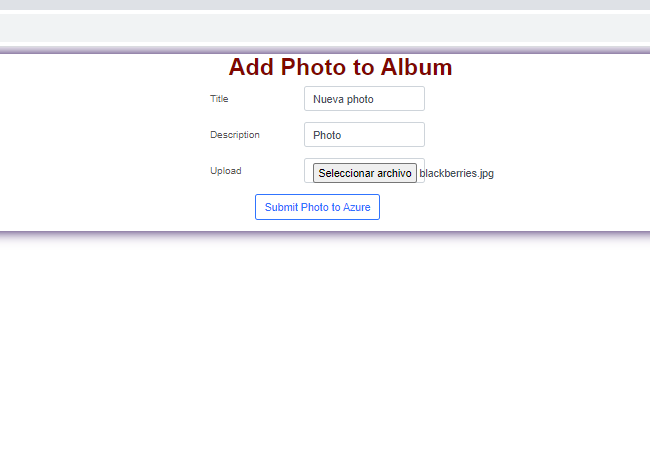 Add Photo to Album
Title Nueva photo
Description Photo
Upload Seleccionar archivo blackberries.jpg
Submit Photo to Azure